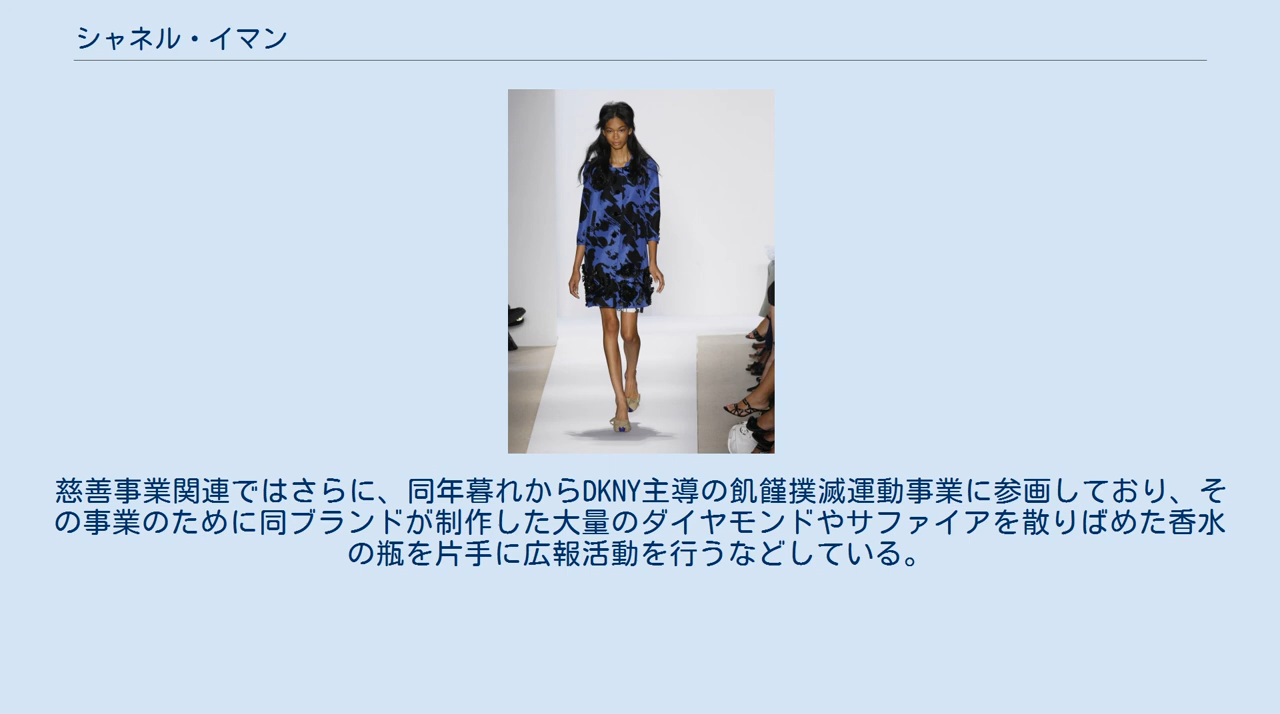 シャネル・イマン
慈善事業関連ではさらに、同年暮れからDKNY主導の飢饉撲滅運動事業に参画しており、そ
の事業のために同ブランドが制作した大量のダイヤモンドやサファイアを散りばめた香水
の瓶を片手に広報活動を行うなどしている。